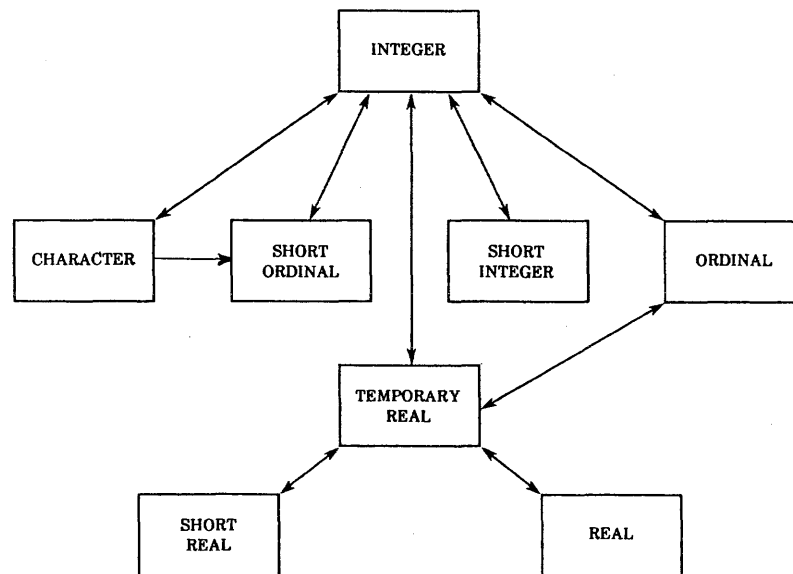 INTEGER
CHARACTER
SHORT
ORDINAL
SHORT
INTEGER
ORDINAL
TEMPORARY
REAL
SHORT
REAL
REAL